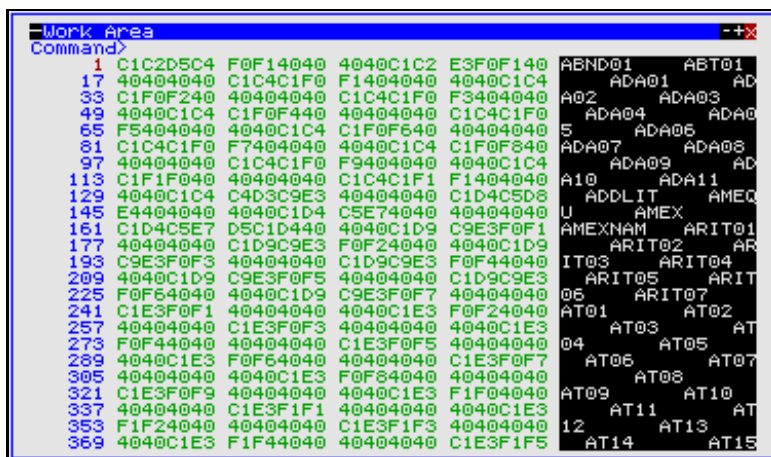 Work Area -+x
Command>
1 C1C2D5C4 F0F14040 4040C1C2 E3F0F140 ABND01    ABT01
17 40404040 C1C4C1F0 F1404040 4040C1C4     ADA01     AD
33 C1F0F240 40404040 C1C4C1F0 F3404040 A02     ADA03
49 4040C1C4 C1F0F440 40404040 C1C4C1F0   ADA04     ADA0
65 F5404040 4040C1C4 C1F0F640 40404040 5     ADA06
81 C1C4C1F0 F7404040 4040C1C4 C1F0F840 ADA07     ADA08
97 40404040 C1C4C1F0 F9404040 4040C1C4     ADA09     AD
113 C1F1F040 40404040 C1C4C1F1 F1404040 A10     ADA11
129 4040C1C4 C4D3C9E3 40404040 C1D4C5D8   ADDLIT    AMEQ
145 E4404040 4040C1D4 C5E74040 40404040 U     AMEX
161 C1D4C5E7 D5C1D440 4040C1D9 C9E3F0F1 AMEXNAM   ARIT01
177 40404040 C1D9C9E3 F0F24040 4040C1D9     ARIT02    AR
193 C9E3F0F3 40404040 C1D9C9E3 F0F44040 IT03    ARIT04
209 4040C1D9 C9E3F0F5 40404040 C1D9C9E3   ARIT05    ARIT
225 F0F64040 4040C1D9 C9E3F0F7 40404040 06    ARIT07
241 C1E3F0F1 40404040 4040C1E3 F0F24040 AT01      AT02
257 40404040 C1E3F0F3 40404040 4040C1E3     AT03      AT
273 F0F44040 40404040 C1E3F0F5 40404040 04      AT05
289 4040C1E3 F0F64040 40404040 C1E3F0F7   AT06      AT07
305 40404040 4040C1E3 F0F84040 40404040       AT08
321 C1E3F0F9 40404040 4040C1E3 F1F04040 AT09      AT10
337 40404040 C1E3F1F1 40404040 4040C1E3     AT11      AT
353 F1F24040 40404040 C1E3F1F3 40404040 12      AT13
369 4040C1E3 F1F44040 40404040 C1E3F1F5   AT14      AT15